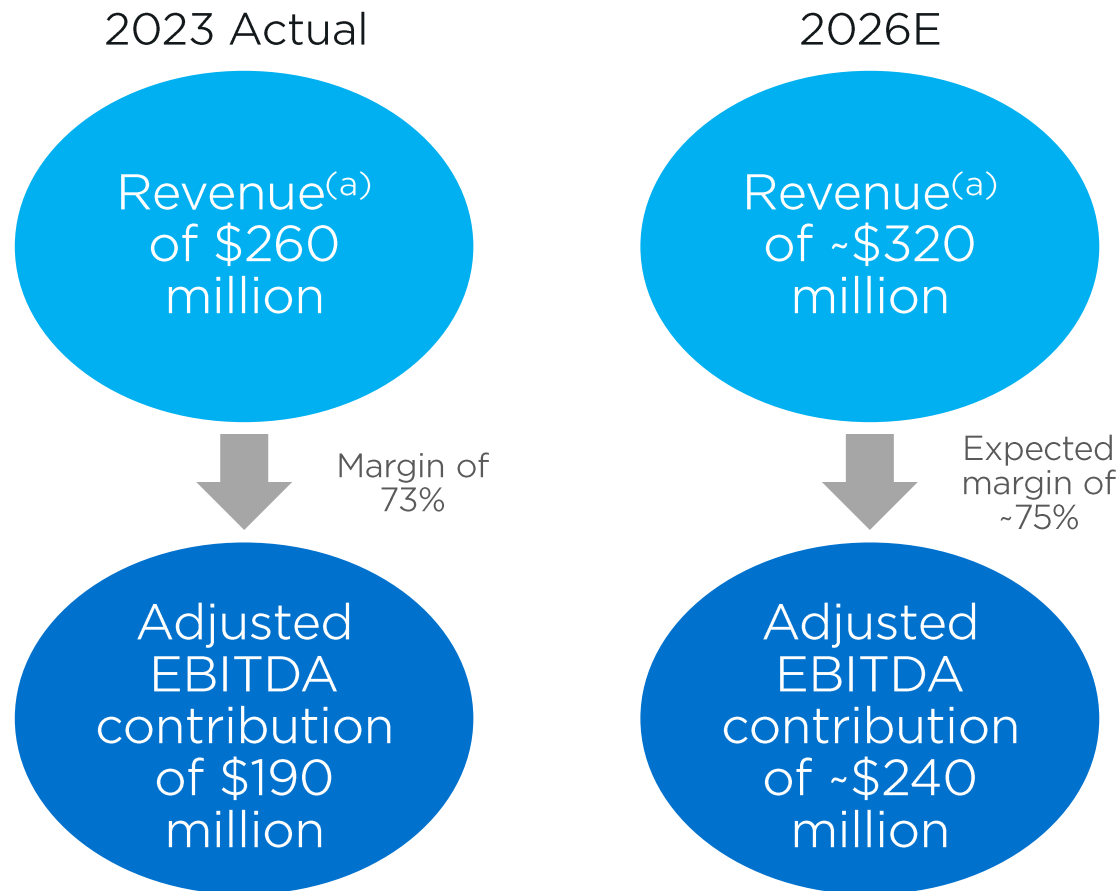 2023 Actual
Revenue(a)
of $260
million
Margin of
73%
Adjusted
EBITDA
contribution
of $190
million
2026E
Revenue(a)
of ~$320
million
Expected
margin of
~75%
Adjusted
EBITDA
contribution
of ~$240
million